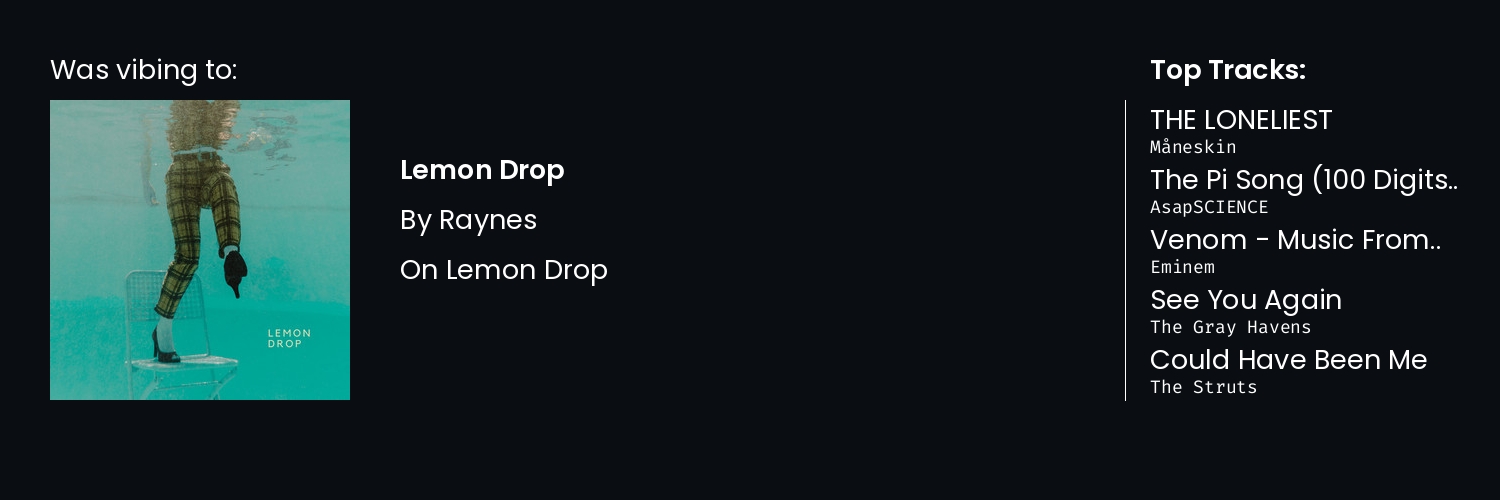 Was vibing to:
LEMON
DROP
Lemon Drop
By Raynes
On Lemon Drop
Top Tracks:
THE LONELIEST
Måneskin
The Pi Song (100 Digits..
AsapSCIENCE
Venom - Music From..
Eminem
See You Again
The Gray Havens
Could Have Been Me
The Struts